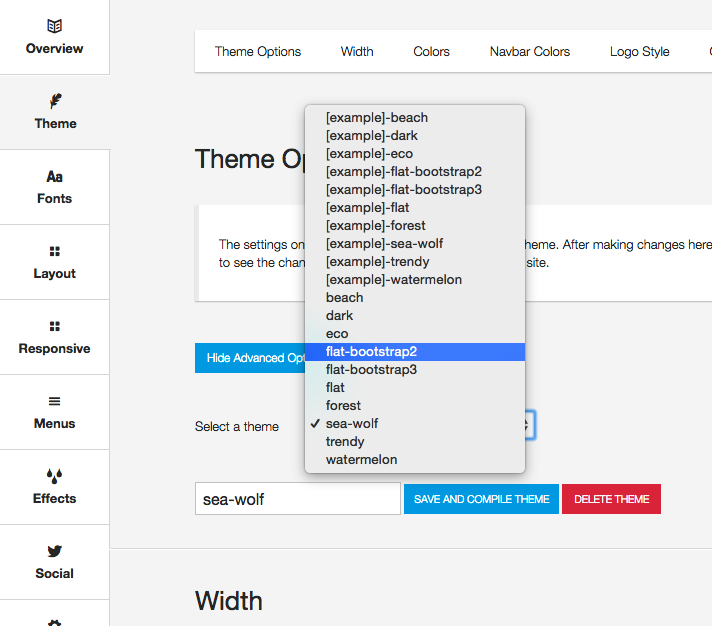 Overview
Theme
Aa
Fonts
Layout
Responsive
Menus
Effects
Social
Theme Options Width Colors Navbar Colors Logo Style
Theme Op
The settings on
heme. After making changes here
to see the chan
site.
Hide Advanced Opt
Select a theme
[example]-beach
[example]-dark
[example]-eco
[example]-flat-bootstrap2
[example]-flat-bootstrap3
[example]-flat
[example]-forest
[example]-sea-wolf
[example]-trendy
[example]-watermelon
beach
dark
eco
flat-bootstrap2
flat-bootstrap3
flat
forest
✓ sea-wolf
trendy
watermelon
sea-wolf SAVE AND COMPILE THEME DELETE THEME
Width